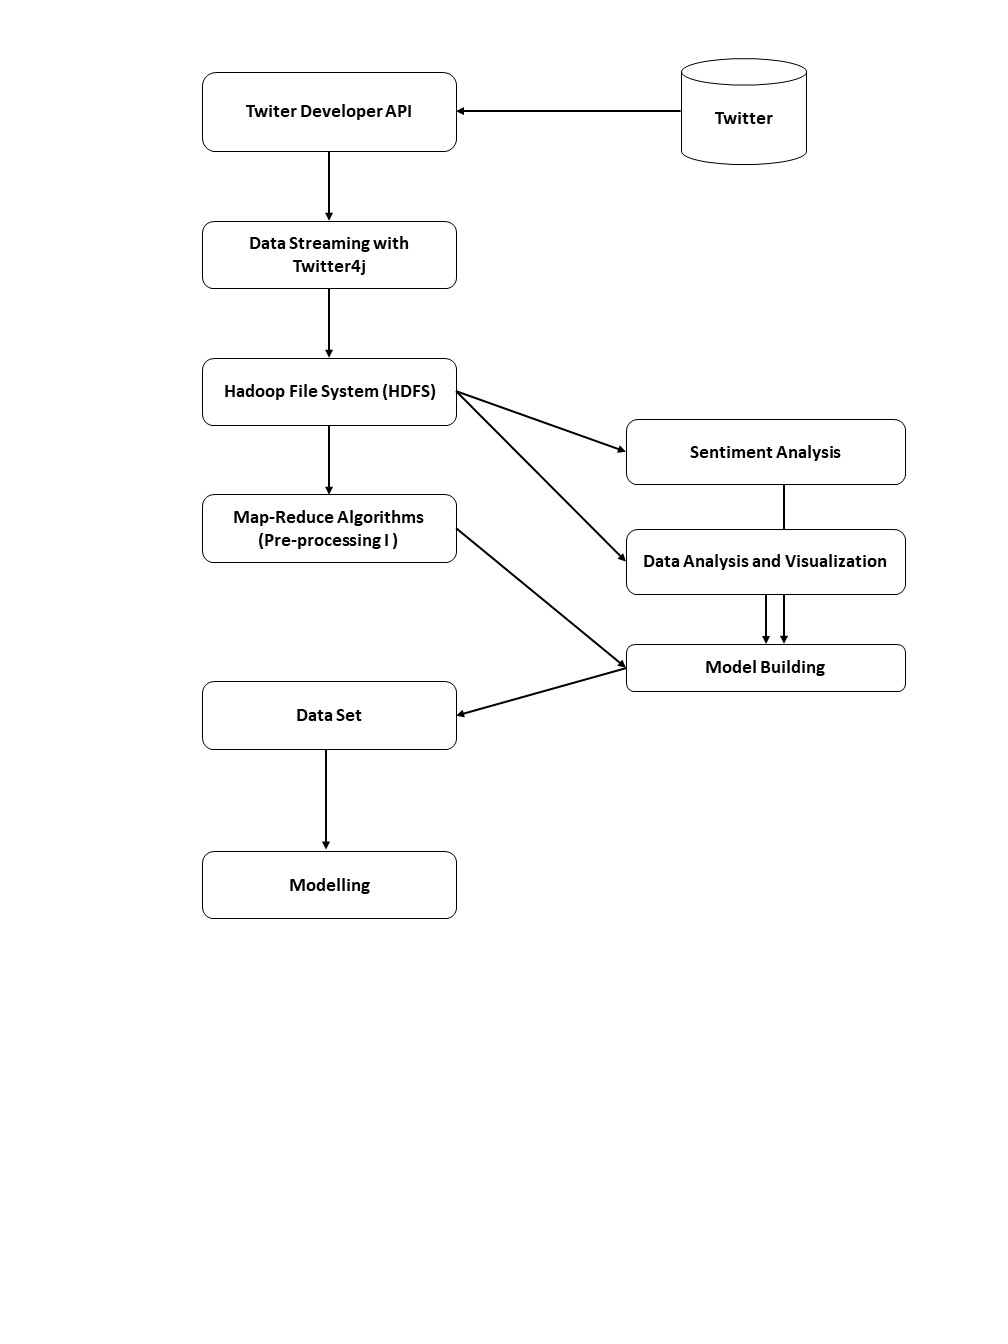 Twiter Developer API
Twitter
Data Streaming with
Twitter4j
Hadoop File System (HDFS)
Sentiment Analysis
Map-Reduce Algorithms
(Pre-processing I )
Data Analysis and Visualization
Model Building
Data Set
Modelling